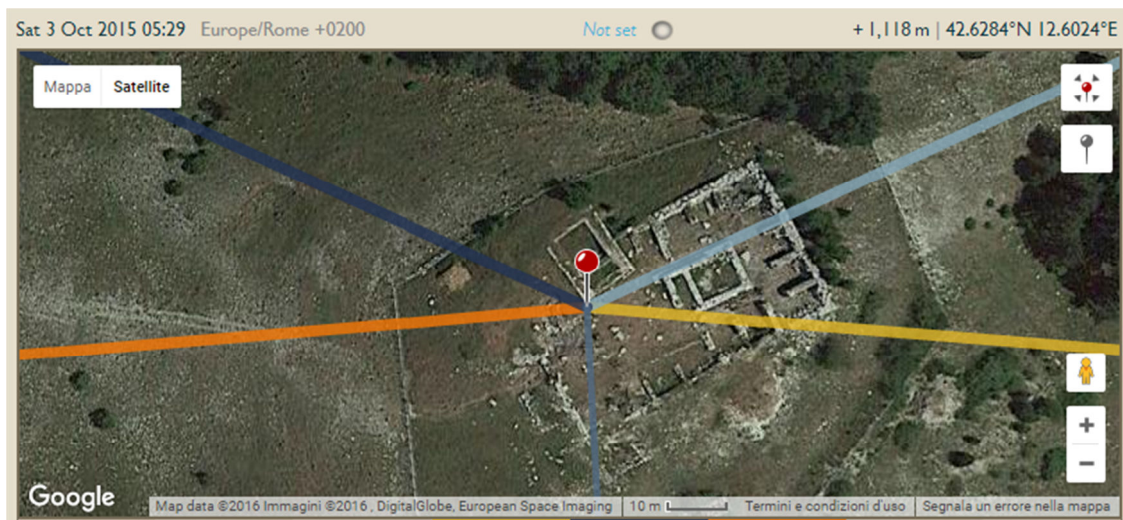 Sat 3 Oct 2015 05:29 Europe/Rome +0200 Not set + 1,118 m | 42.6284°N 12.6024°E
Mappa Satellite
Google
Map data ©2016 Immagini ©2016 , DigitalGlobe, European Space Imaging 10 m Termini e condizioni d'uso Segnala un errore nella mappa